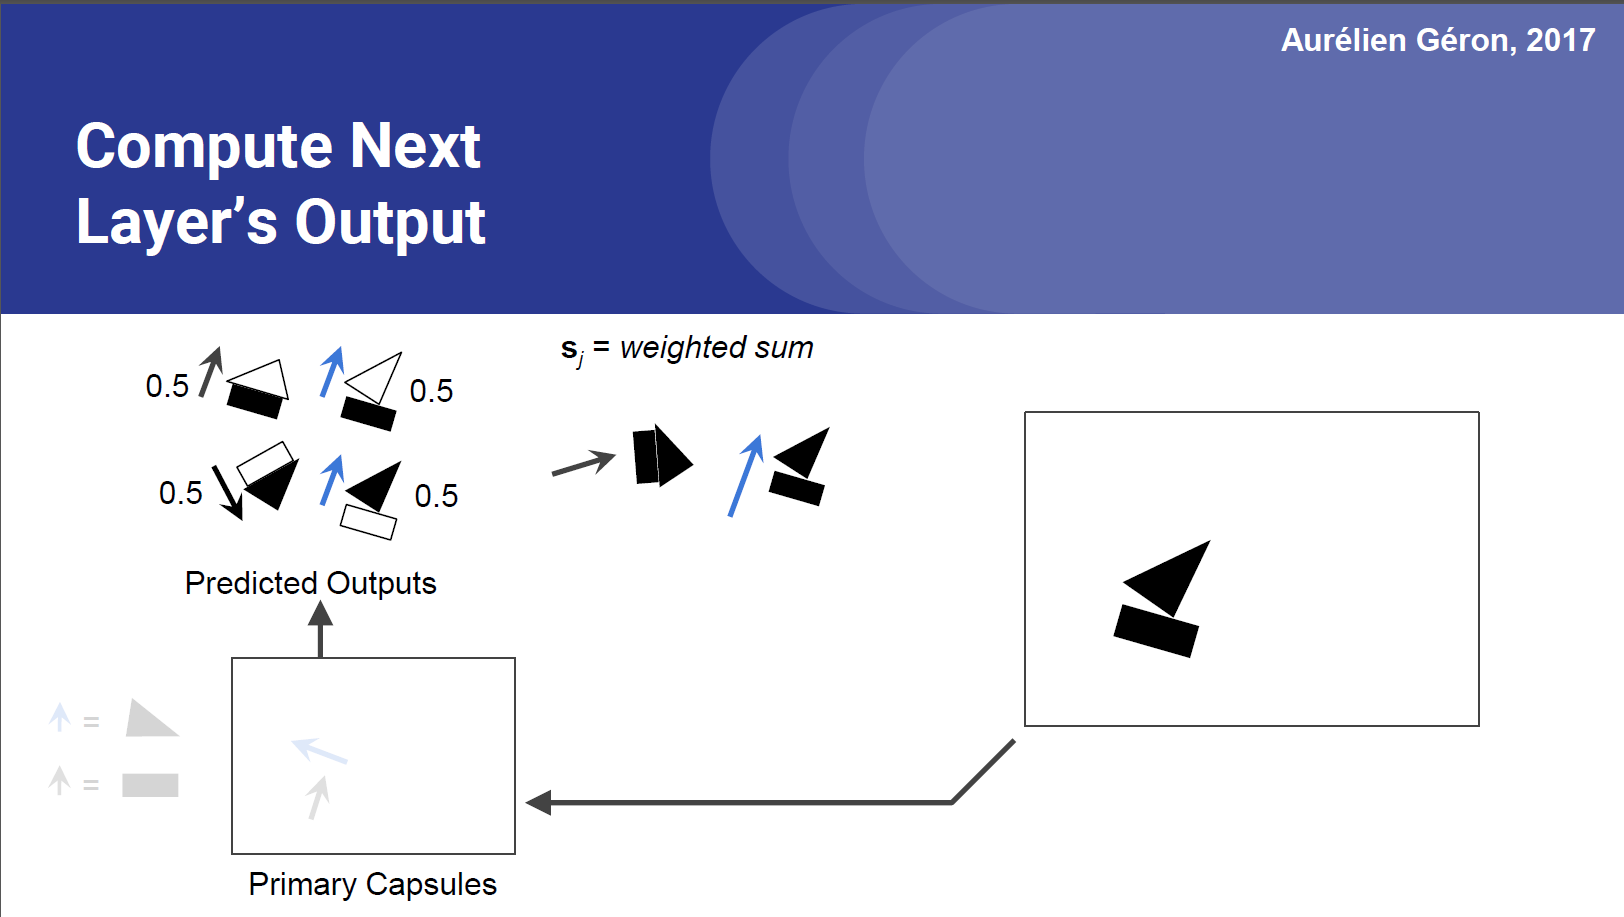 Aurélien Géron, 2017
Compute Next
Layer’s Output
s_j = weighted sum
0.5
0.5
0.5
0.5
Predicted Outputs
=
=
Primary Capsules